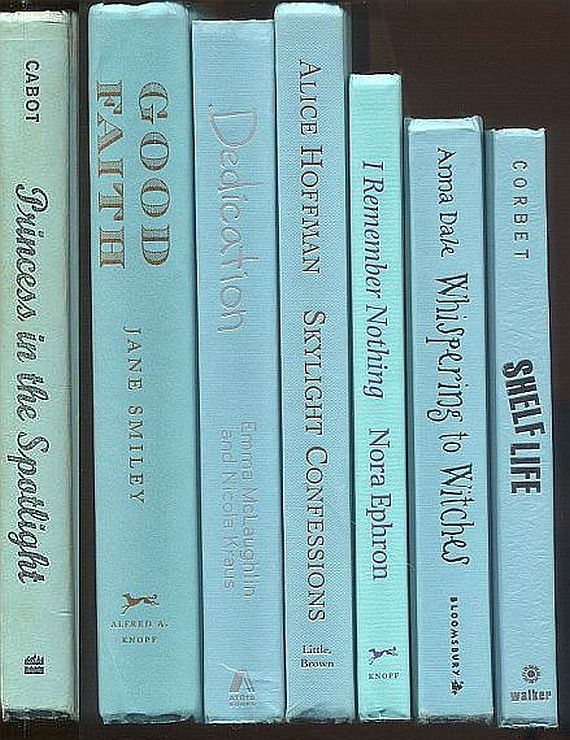 CABOT
Princess in the Spotlight
GOOD
FAITH
JANE SMILEY
ALFRED A.
KNOPF
Dedication
Emma McLaughlin
and Nicola Kraus
ATRIA
BOOKS
ALICE HOFFMAN SKYLIGHT CONFESSIONS
Little,
Brown
I Remember Nothing Nora Ephron
KNOPF
Anna Dale Whispering to Witches
BLOOMSBURY
CORBET
SHELF LIFE
walker